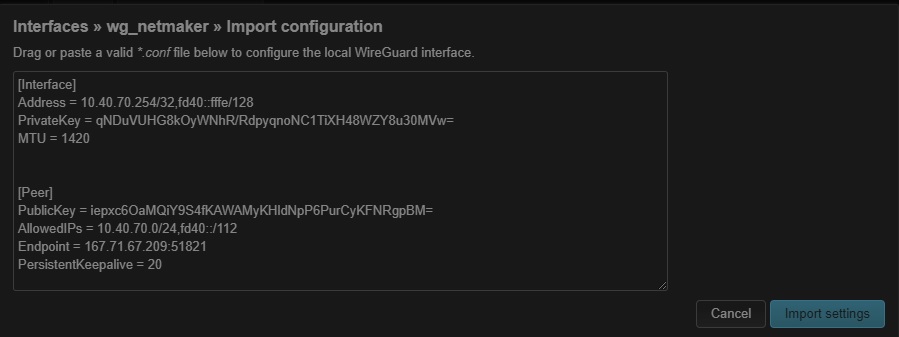 Interfaces » wg_netmaker » Import configuration
Drag or paste a valid *.conf file below to configure the local WireGuard interface.
[Interface]
Address = 10.40.70.254/32,fd40::fffe/128
PrivateKey = qNDuVUHG8kOyWNhR/RdpyqnoNC1TiXH48WZY8u30MVw=
MTU = 1420
[Peer]
PublicKey = iepxc6OaMQiY9S4fKAWAMyKHIdNpP6PurCyKFNRgpBM=
AllowedIPs = 10.40.70.0/24,fd40::/112
Endpoint = 167.71.67.209:51821
PersistentKeepalive = 20
Cancel
Import settings